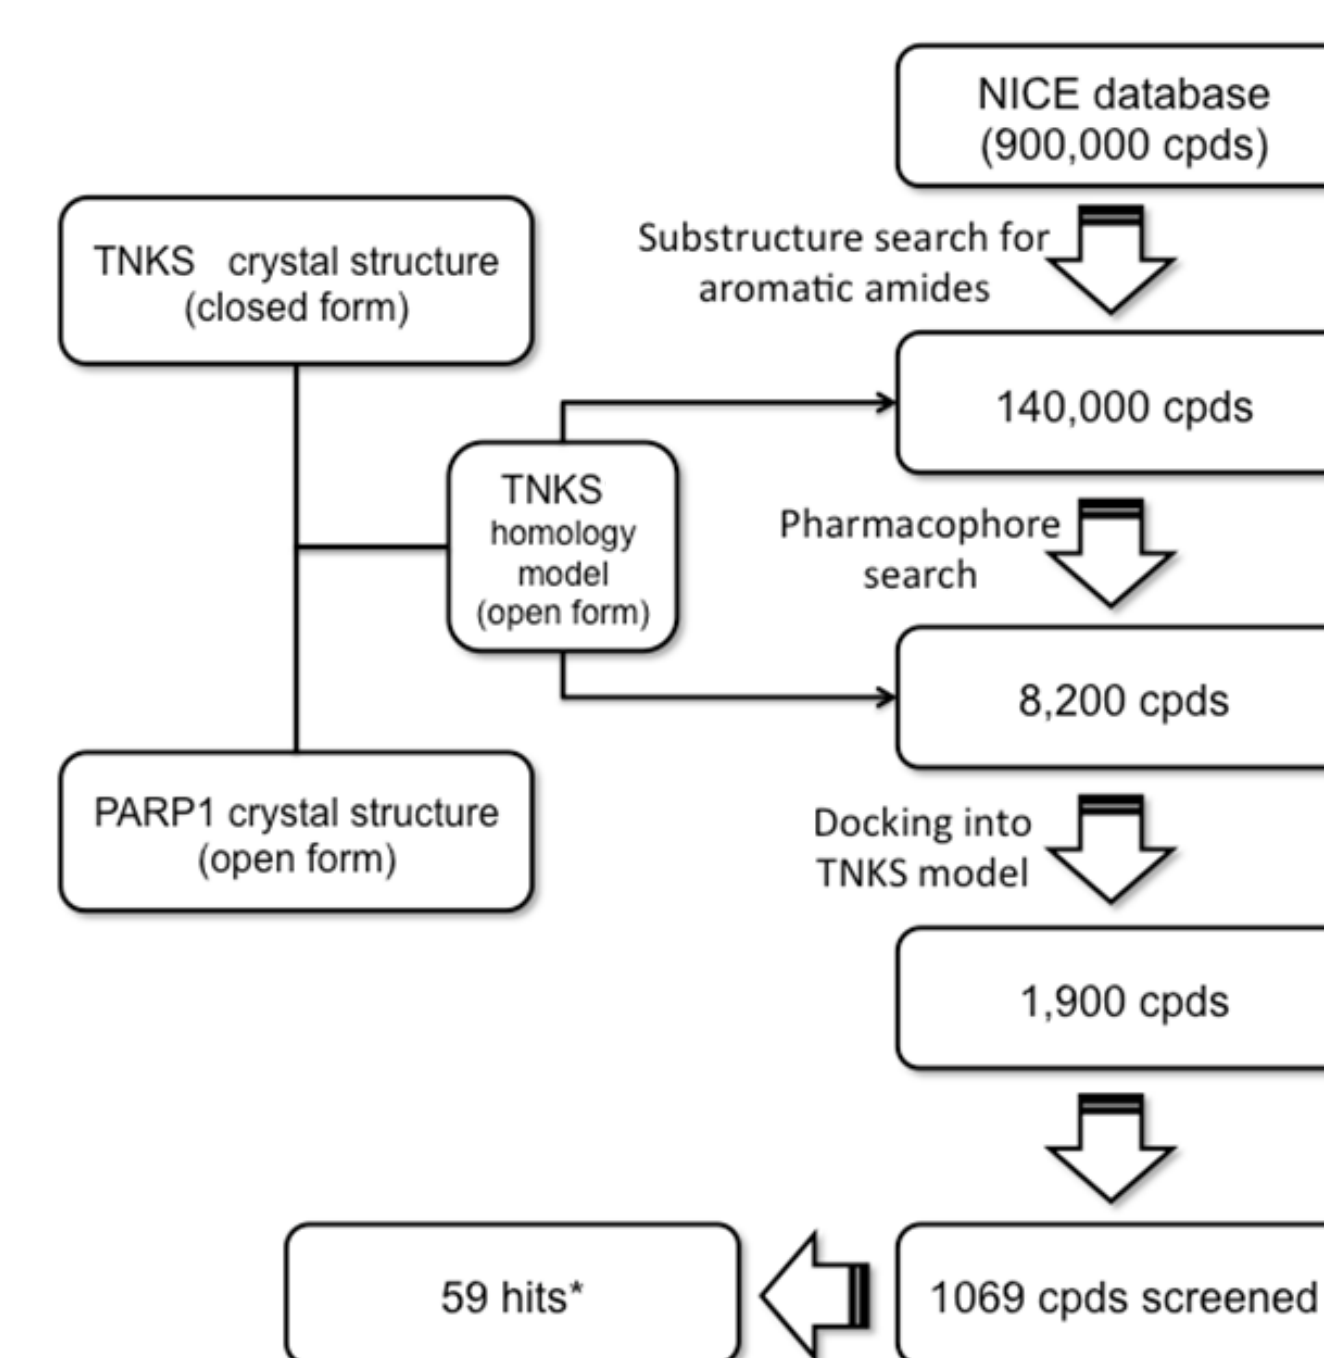 NICE database
(900,000 cpds)
Substructure search for
aromatic amides
TNKS crystal structure
(closed form)
140,000 cpds
TNKS
homology
model
(open form)
Pharmacophore
search
8,200 cpds
PARP1 crystal structure
(open form)
Docking into
TNKS model
1,900 cpds
59 hits*
1069 cpds screened